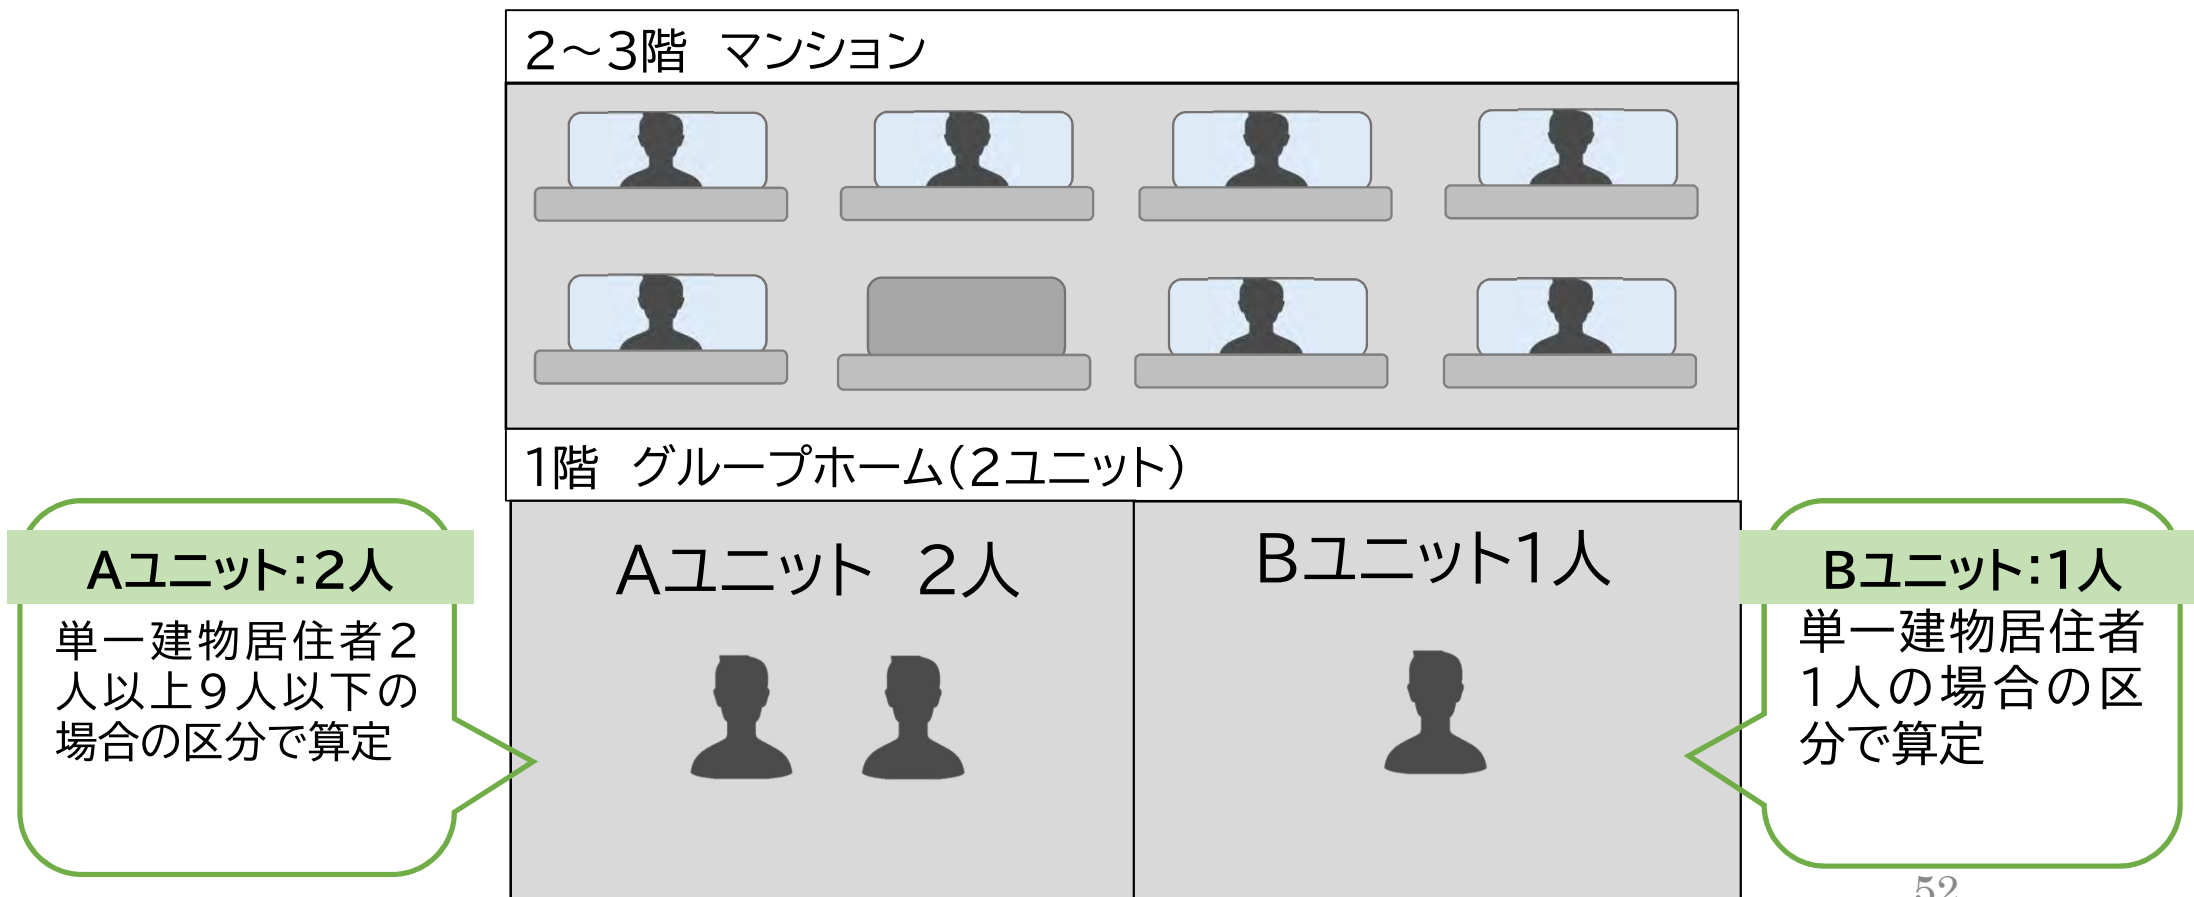 2～3階　マンション
1階　グループホーム（2ユニット）
Aユニット：2人
単一建物居住者２
人以上９人以下の
場合の区分で算定
Aユニット　2人
Bユニット1人
Bユニット：1人
単一建物居住者
１人の場合の区
分で算定
52